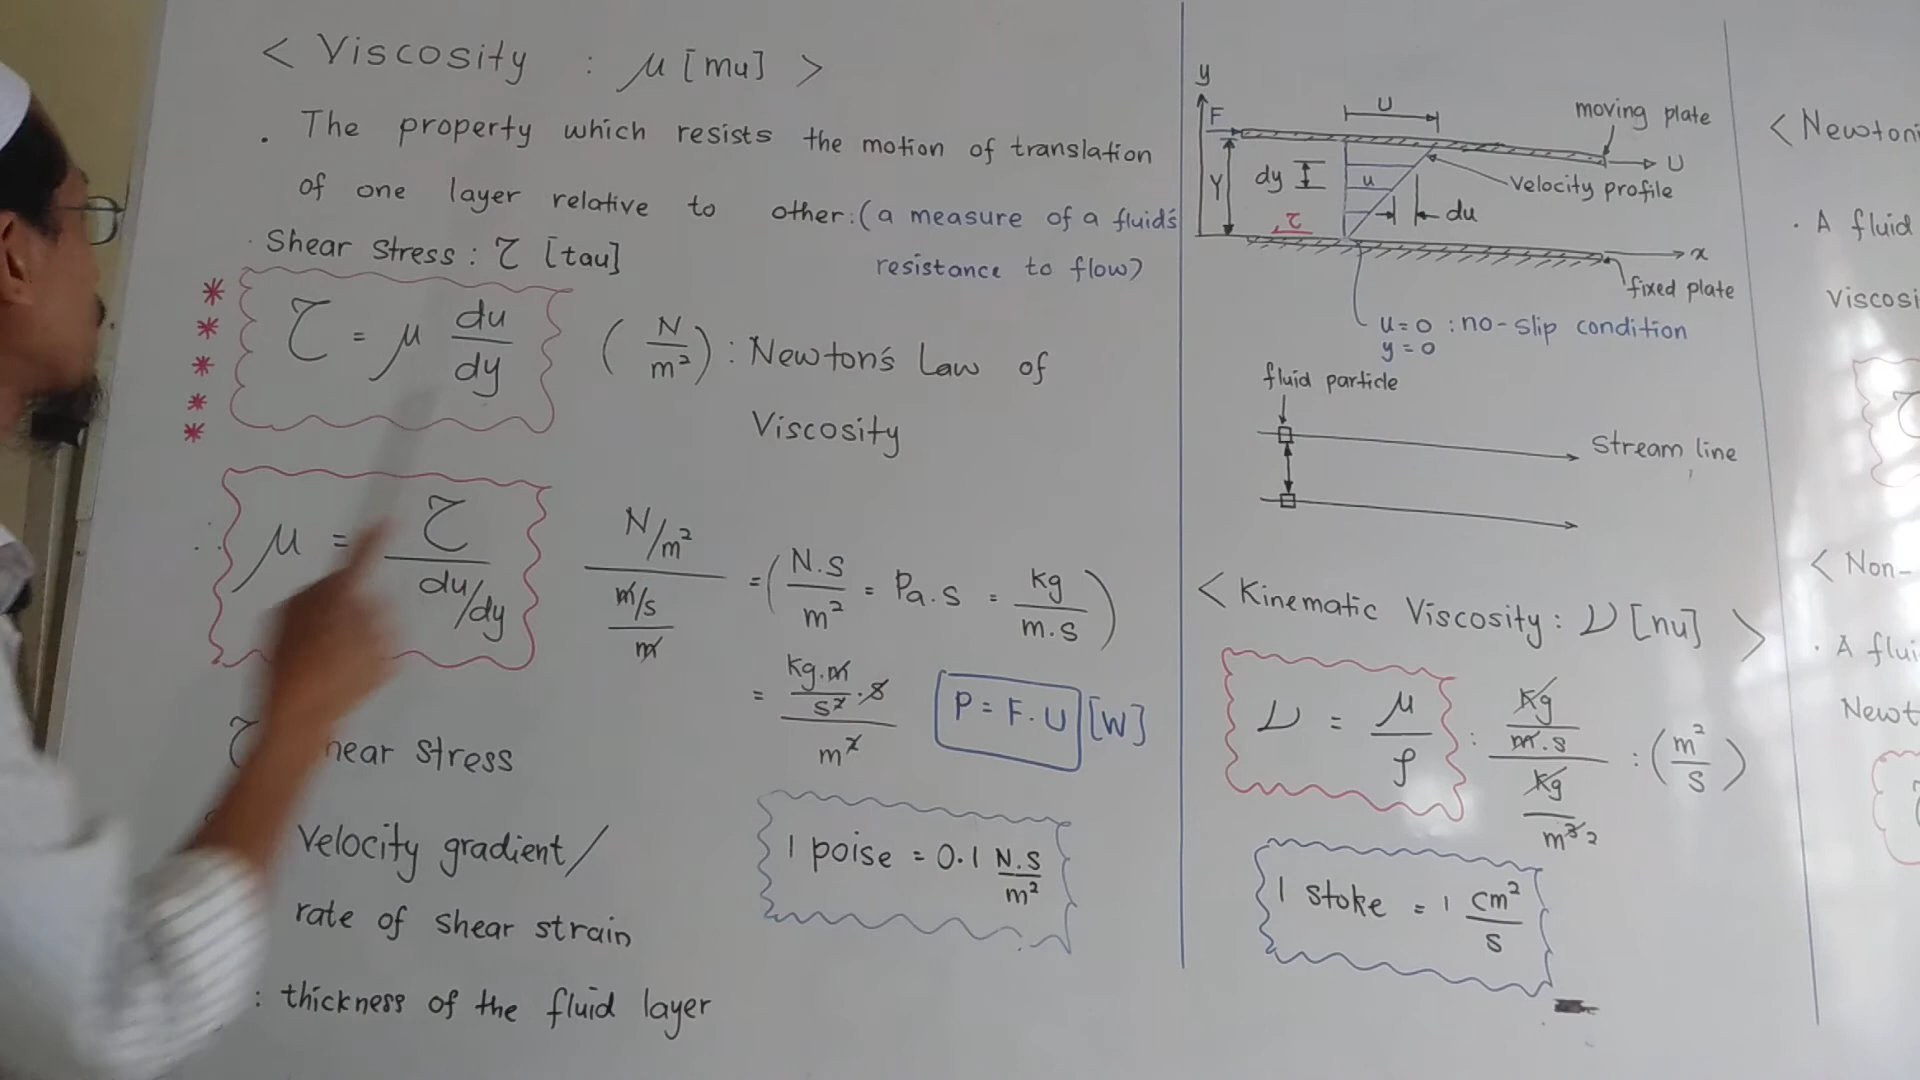 < Viscosity : μ [mu] >
. The property which resists the motion of translation
of one layer relative to other: (a measure of a fluid's
resistance to flow)
. Shear Stress : τ [tau]
* * * * *
τ = μ du/dy (N/m²) : Newton's Law of
Viscosity
∴ μ = τ / (du/dy) (N/m²) / ((m/s)/m) = (N.s/m² = Pa.s = kg/m.s)
= (kg.m/s² . s) / m²
P = F.U [W]
τ hear stress
Velocity gradient /
rate of shear strain
: thickness of the fluid layer
1 poise = 0.1 N.s/m²
y
F
U
moving plate
U
Y
dy
u
velocity profile
du
τ
x
fixed plate
u = 0 : no-slip condition
y = 0
fluid particle
Stream line
< Kinematic Viscosity : ν [nu] >
ν = μ/ρ : (kg/m.s) / (kg/m³ 2) : (m²/s)
1 stoke = 1 cm²/s
< Newtoni
. A fluid
viscosi
τ
< Non-
. A flui
Newt